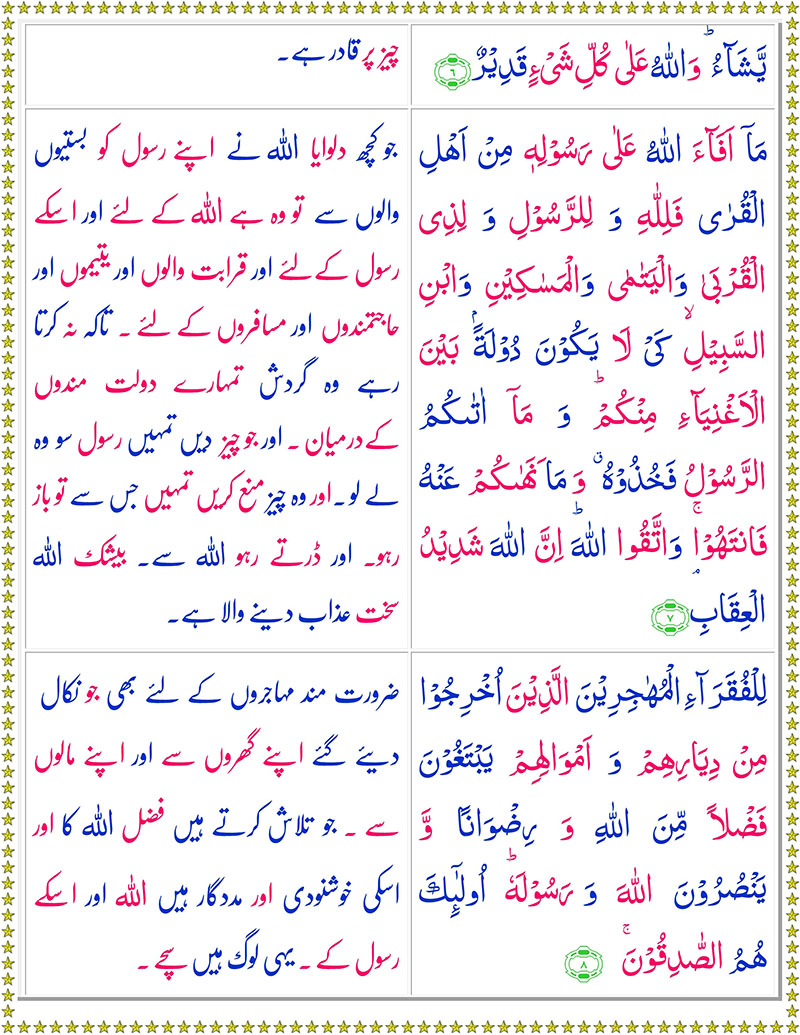 یَّشَآءُ ؕ وَاللّٰهُ عَلٰی كُلِّ شَیْءٍ قَدِیْرٌ ﴿٦﴾
چیز پر قادر ہے۔
مَاۤ اَفَآءَ اللّٰهُ عَلٰی رَسُوْلِهٖ مِنْ اَهْلِ
الْقُرٰی فَلِلّٰهِ وَ لِلرَّسُوْلِ وَ لِذِی
الْقُرْبٰی وَالْیَتٰمٰی وَالْمَسٰكِیْنِ وَابْنِ
السَّبِیْلِ ۙ كَیْ لَا یَكُوْنَ دُوْلَةًۢ بَیْنَ
الْاَغْنِیَآءِ مِنْكُمْ ؕ وَ مَاۤ اٰتٰىكُمُ
الرَّسُوْلُ فَخُذُوْهُ ۗ وَ مَا نَهٰىكُمْ عَنْهُ
فَانْتَهُوْا ۚ وَاتَّقُوا اللّٰهَ ؕ اِنَّ اللّٰهَ شَدِیْدُ
الْعِقَابِ ۘ ﴿٧﴾
جو کچھ دلوایا اللہ نے اپنے رسول کو بستیوں
والوں سے تو وہ ہے اللہ کے لئے اور اسکے
رسول کے لئے اور قرابت والوں اور یتیموں اور
حاجتمندوں اور مسافروں کے لئے ۔ تاکہ نہ کرتا
رہے وہ گردش تمہارے دولت مندوں
کے درمیان ۔ اور جو چیز دیں تمہیں رسول سو وہ
لے لو۔ اور وہ چیز منع کریں تمہیں جس سے تو باز
رہو۔ اور ڈرتے رہو اللہ سے۔ بیشک اللہ
سخت عذاب دینے والا ہے۔
لِلْفُقَرَآءِ الْمُهٰجِرِیْنَ الَّذِیْنَ اُخْرِجُوْا
مِنْ دِیَارِهِمْ وَ اَمْوَالِهِمْ یَبْتَغُوْنَ
فَضْلًا مِّنَ اللّٰهِ وَ رِضْوَانًا وَّ
یَنْصُرُوْنَ اللّٰهَ وَ رَسُوْلَهٗ ؕ اُولٰٓىِٕكَ
هُمُ الصّٰدِقُوْنَ ۚ ﴿٨﴾
ضرورت مند مہاجروں کے لئے بھی جو نکال
دیئے گئے اپنے گھروں سے اور اپنے مالوں
سے ۔ جو تلاش کرتے ہیں فضل اللہ کا اور
اسکی خوشنودی اور مددگار ہیں اللہ اور اسکے
رسول کے ۔ یہی لوگ ہیں سچے ۔